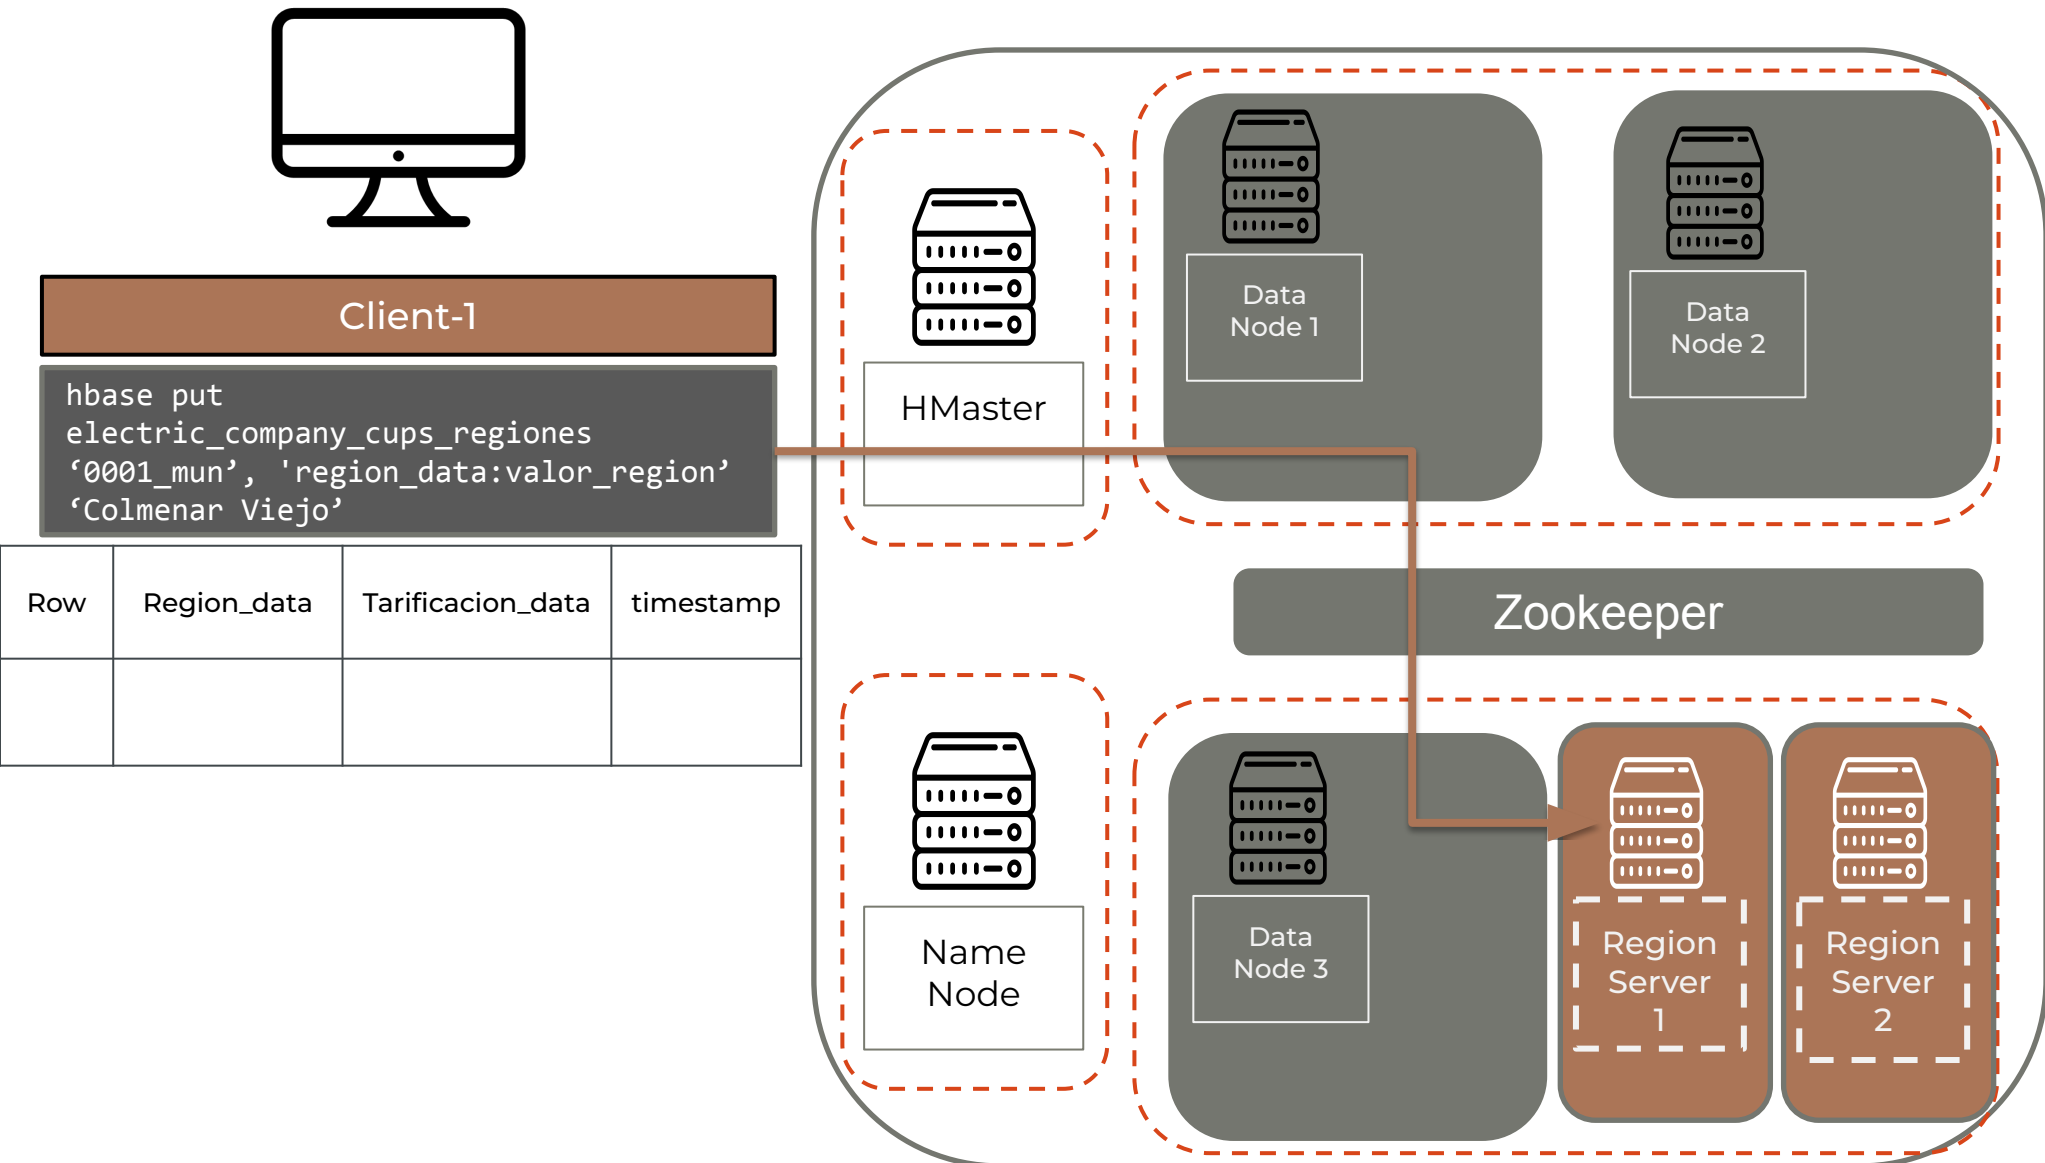 Client-1
hbase put
electric_company_cups_regiones
‘0001_mun’, 'region_data:valor_region’
‘Colmenar Viejo’
Row
Region_data
Tarificacion_data
timestamp
HMaster
Data
Node 1
Data
Node 2
Zookeeper
Name
Node
Data
Node 3
Region
Server
1
Region
Server
2